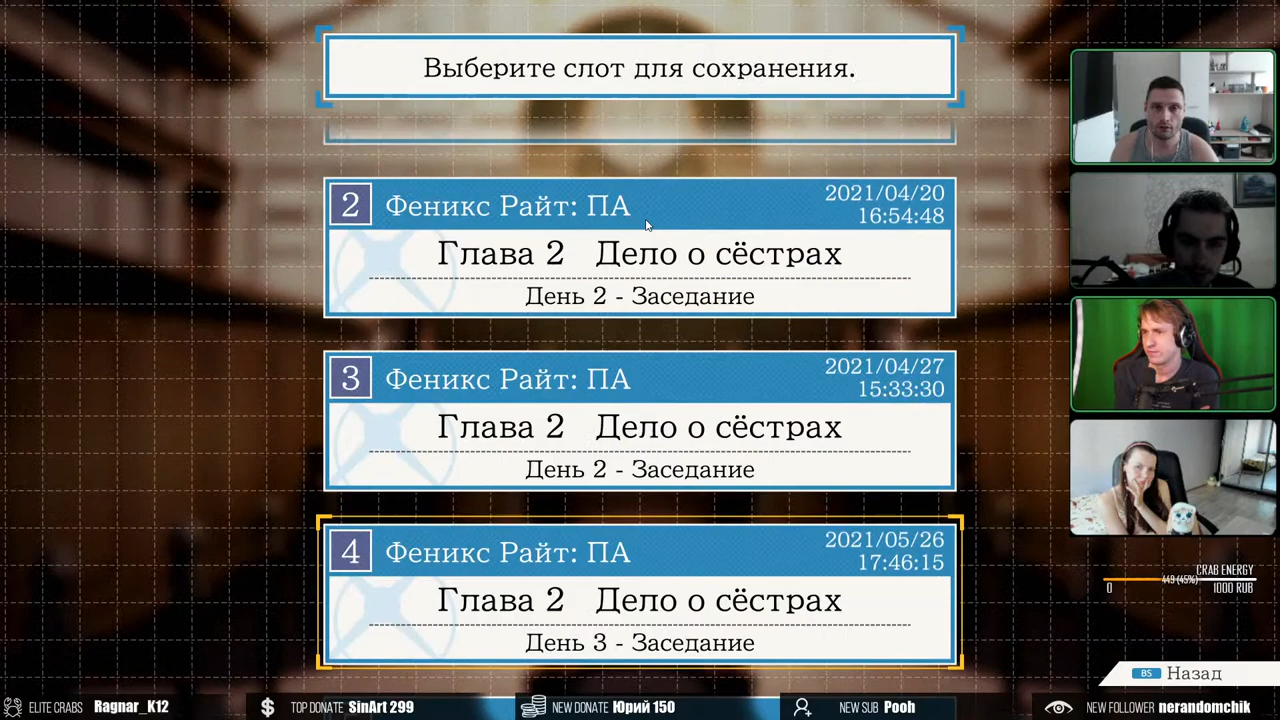 Выберите слот для сохранения.
2 Феникс Райт: ПА 2021/04/20 16:54:48
Глава 2 Дело о сёстрах
День 2 - Заседание
3 Феникс Райт: ПА 2021/04/27 15:33:30
Глава 2 Дело о сёстрах
День 2 - Заседание
4 Феникс Райт: ПА 2021/05/26 17:46:15
Глава 2 Дело о сёстрах
День 3 - Заседание
CRAB ENERGY
449 (45%)
0 1000 RUB
BS Назад
ELITE CRABS Ragnar_K12 $ TOP DONATE SinArt 299 NEW DONATE Юрий 150 NEW SUB Pooh NEW FOLLOWER nerandomchik